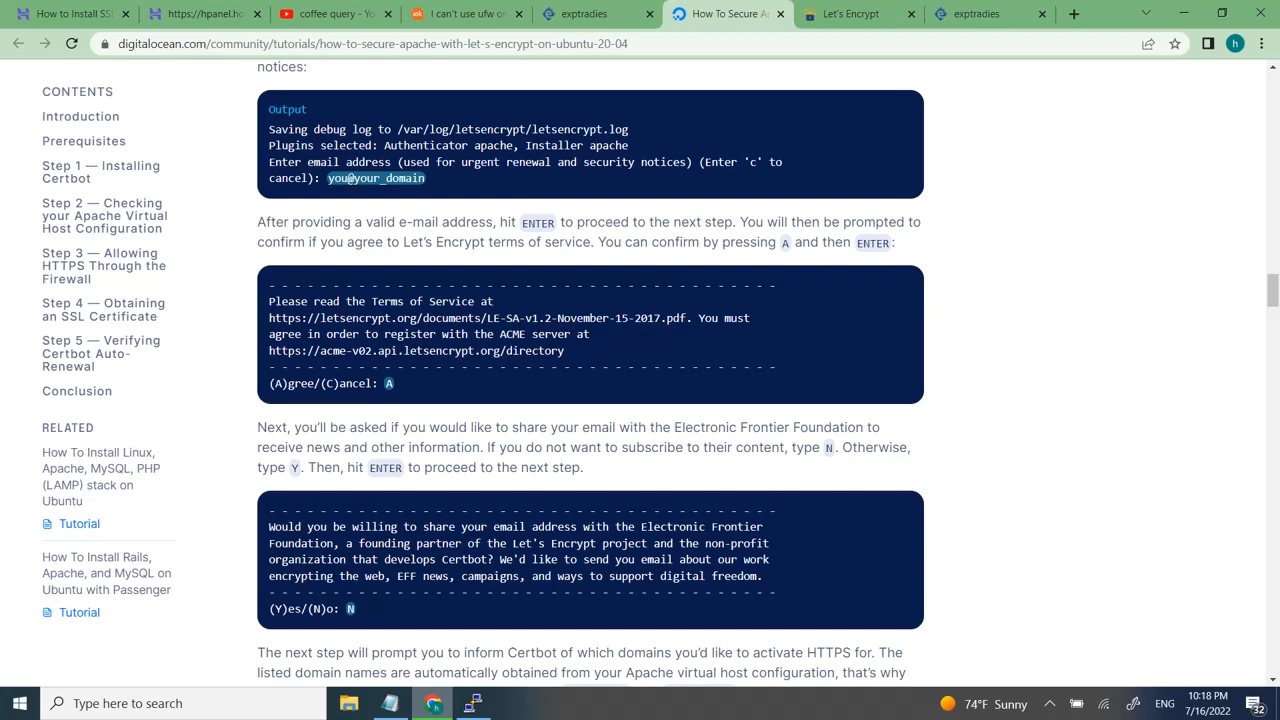 How To Install SSI
https://hpanel.ho
coffee query - Yo
I can't use ufw on
exptradies
How To Secure Ap
Let's Encrypt
exptradies
digitalocean.com/community/tutorials/how-to-secure-apache-with-let-s-encrypt-on-ubuntu-20-04
h
CONTENTS
Introduction
Prerequisites
Step 1 — Installing
Certbot
Step 2 — Checking
your Apache Virtual
Host Configuration
Step 3 — Allowing
HTTPS Through the
Firewall
Step 4 — Obtaining
an SSL Certificate
Step 5 — Verifying
Certbot Auto-
Renewal
Conclusion
RELATED
How To Install Linux,
Apache, MySQL, PHP
(LAMP) stack on
Ubuntu
Tutorial
How To Install Rails,
Apache, and MySQL on
Ubuntu with Passenger
Tutorial
notices:
Output
Saving debug log to /var/log/letsencrypt/letsencrypt.log
Plugins selected: Authenticator apache, Installer apache
Enter email address (used for urgent renewal and security notices) (Enter 'c' to
cancel): you@your_domain
After providing a valid e-mail address, hit ENTER to proceed to the next step. You will then be prompted to
confirm if you agree to Let’s Encrypt terms of service. You can confirm by pressing A and then ENTER:
- - - - - - - - - - - - - - - - - - - - - - - - - - - - - - - - - - - - - - - -
Please read the Terms of Service at
https://letsencrypt.org/documents/LE-SA-v1.2-November-15-2017.pdf. You must
agree in order to register with the ACME server at
https://acme-v02.api.letsencrypt.org/directory
- - - - - - - - - - - - - - - - - - - - - - - - - - - - - - - - - - - - - - - -
(A)gree/(C)ancel: A
Next, you’ll be asked if you would like to share your email with the Electronic Frontier Foundation to
receive news and other information. If you do not want to subscribe to their content, type N. Otherwise,
type Y. Then, hit ENTER to proceed to the next step.
- - - - - - - - - - - - - - - - - - - - - - - - - - - - - - - - - - - - - - - -
Would you be willing to share your email address with the Electronic Frontier
Foundation, a founding partner of the Let's Encrypt project and the non-profit
organization that develops Certbot? We'd like to send you email about our work
encrypting the web, EFF news, campaigns, and ways to support digital freedom.
- - - - - - - - - - - - - - - - - - - - - - - - - - - - - - - - - - - - - - - -
(Y)es/(N)o: N
The next step will prompt you to inform Certbot of which domains you’d like to activate HTTPS for. The
listed domain names are automatically obtained from your Apache virtual host configuration, that’s why
Type here to search
74°F Sunny
ENG
10:18 PM
7/16/2022
32